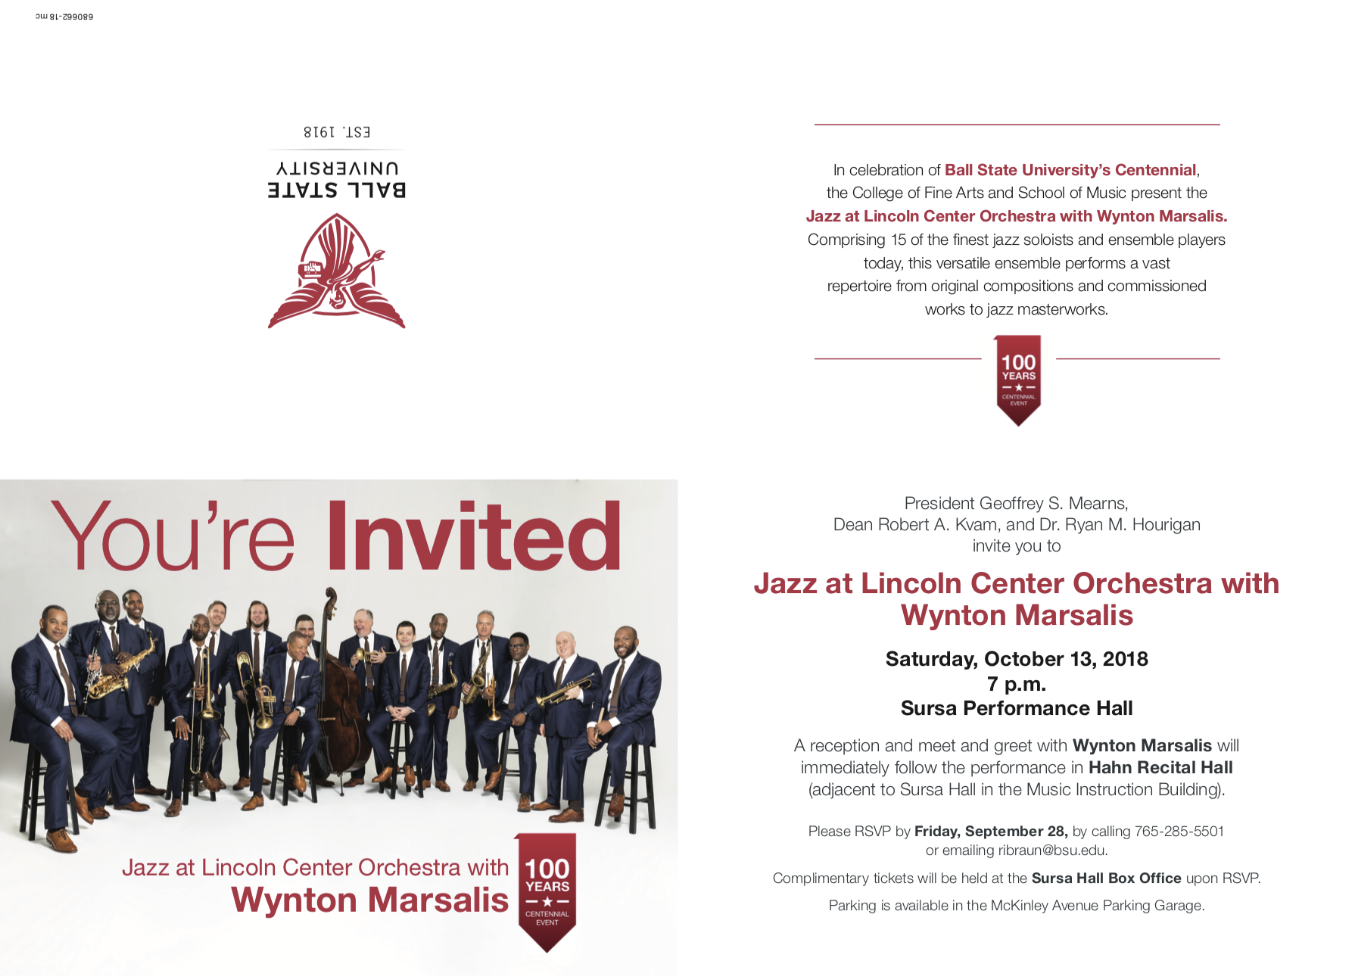 680662-18 mc
EST. 1918
UNIVERSITY
BALL STATE
In celebration of Ball State University's Centennial,
the College of Fine Arts and School of Music present the
Jazz at Lincoln Center Orchestra with Wynton Marsalis.
Comprising 15 of the finest jazz soloists and ensemble players
today, this versatile ensemble performs a vast
repertoire from original compositions and commissioned
works to jazz masterworks.
100
YEARS
CENTENNIAL
EVENT
You're Invited
Jazz at Lincoln Center Orchestra with
Wynton Marsalis
100
YEARS
CENTENNIAL
EVENT
President Geoffrey S. Mearns,
Dean Robert A. Kvam, and Dr. Ryan M. Hourigan
invite you to
Jazz at Lincoln Center Orchestra with
Wynton Marsalis
Saturday, October 13, 2018
7 p.m.
Sursa Performance Hall
A reception and meet and greet with Wynton Marsalis will
immediately follow the performance in Hahn Recital Hall
(adjacent to Sursa Hall in the Music Instruction Building).
Please RSVP by Friday, September 28, by calling 765-285-5501
or emailing ribraun@bsu.edu.
Complimentary tickets will be held at the Sursa Hall Box Office upon RSVP.
Parking is available in the McKinley Avenue Parking Garage.